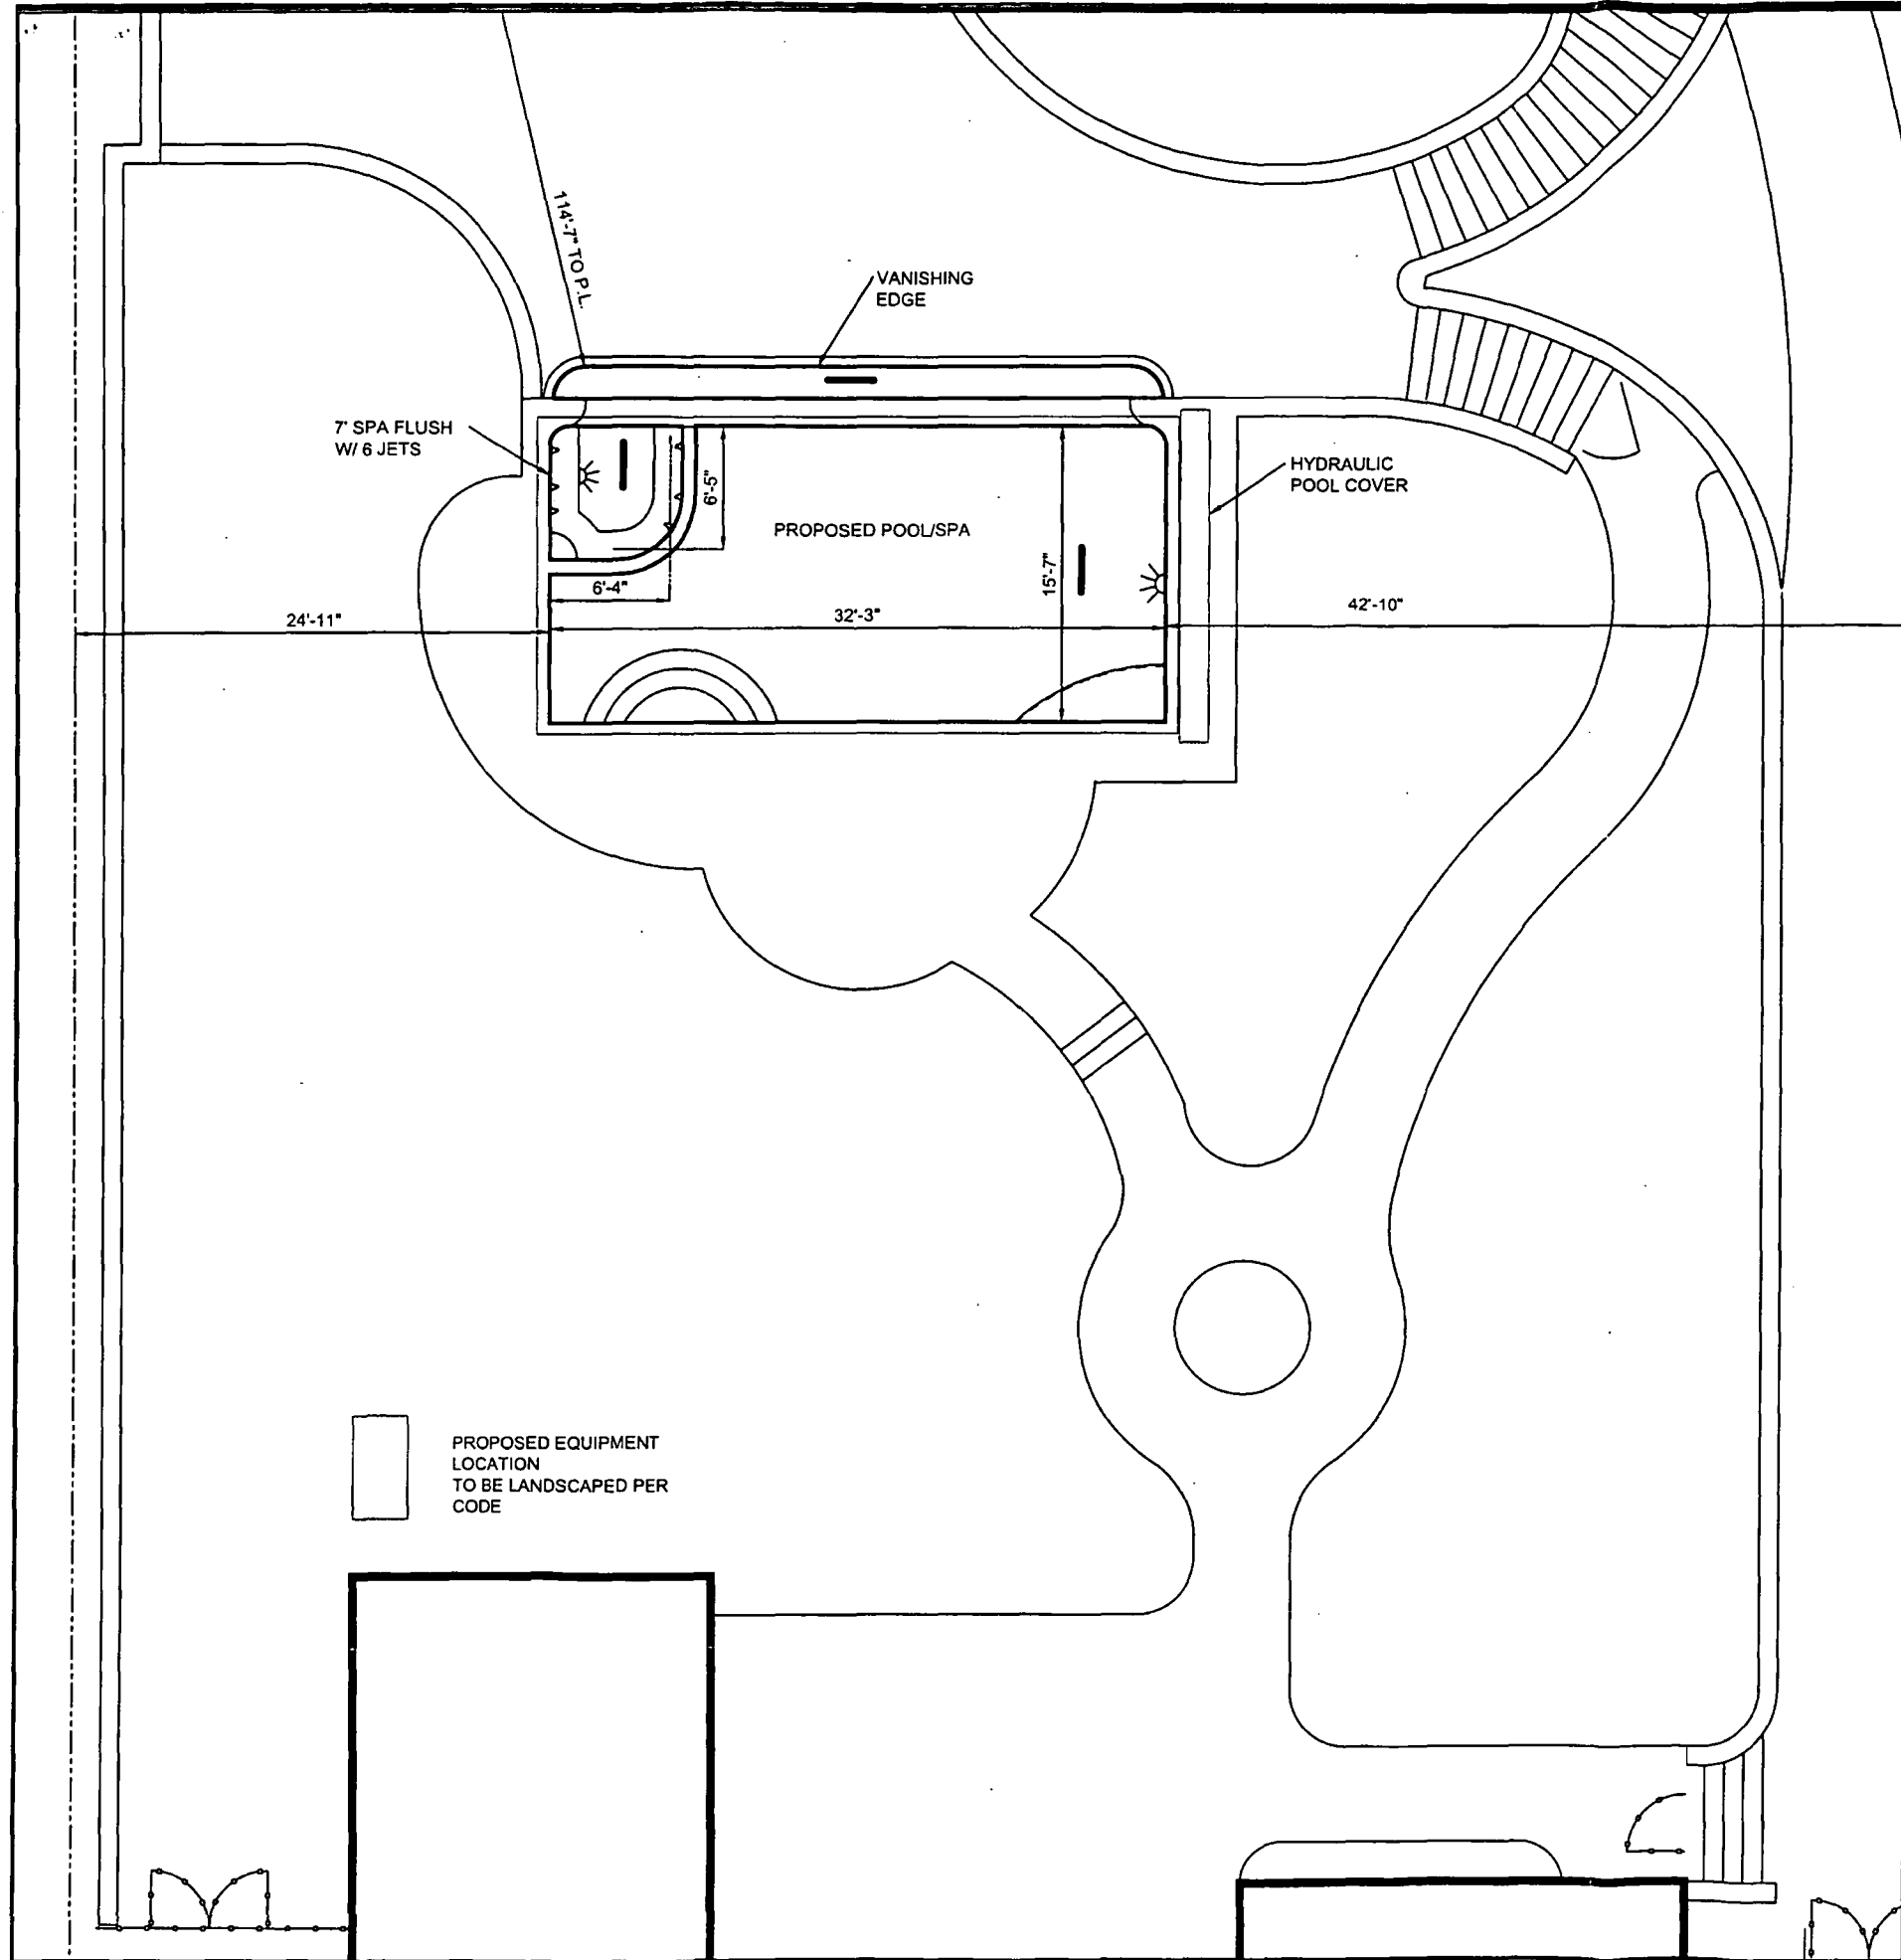 114'-7" TO P.L.
VANISHING
EDGE
7' SPA FLUSH
W/ 6 JETS
HYDRAULIC
POOL COVER
6'-5"
PROPOSED POOL/SPA
15'-7"
6'-4"
24'-11"
32'-3"
42'-10"
PROPOSED EQUIPMENT
LOCATION
TO BE LANDSCAPED PER
CODE